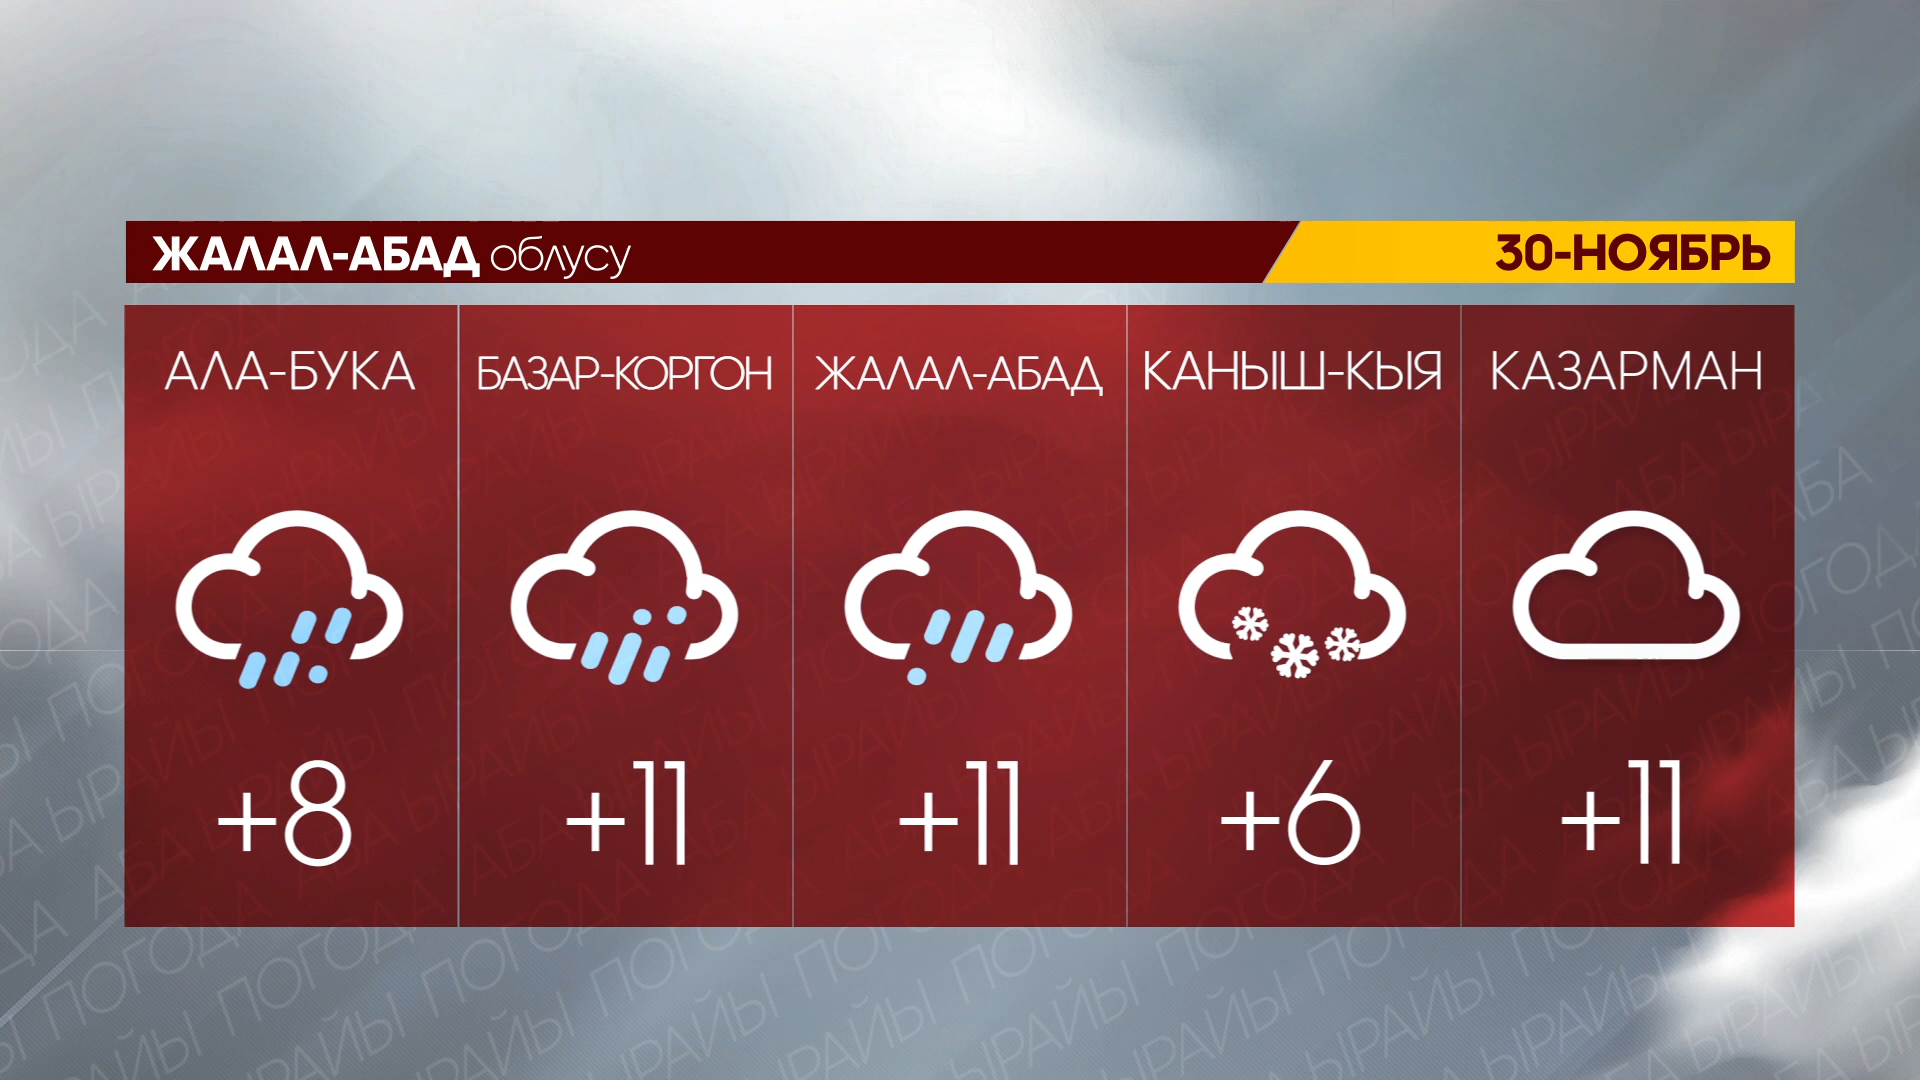 ЖАЛАЛ-АБАД облусу
30-НОЯБРЬ
АЛА-БУКА
БАЗАР-КОРГОН
ЖАЛАЛ-АБАД
КАНЫШ-КЫЯ
КАЗАРМАН
+8
+11
+11
+6
+11